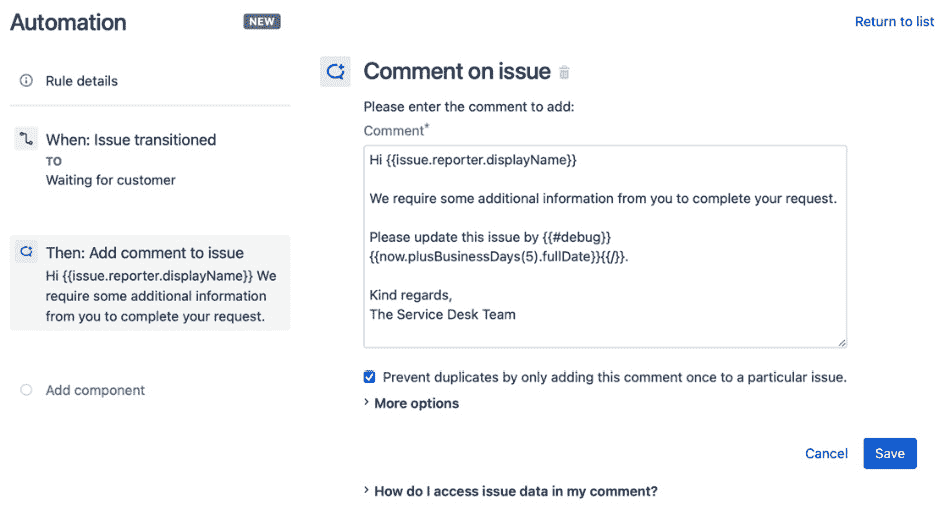 Automation
NEW
Return to list
Rule details
When: Issue transitioned
TO
Waiting for customer
Then: Add comment to issue
Hi {{issue.reporter.displayName}} We
require some additional information
from you to complete your request.
Add component
Comment on issue
Please enter the comment to add:
Comment*
Hi {{issue.reporter.displayName}}
We require some additional information from you to complete your request.
Please update this issue by {{#debug}}
{{now.plusBusinessDays(5).fullDate}}{{/}}.
Kind regards,
The Service Desk Team
Prevent duplicates by only adding this comment once to a particular issue.
More options
Cancel
Save
How do I access issue data in my comment?